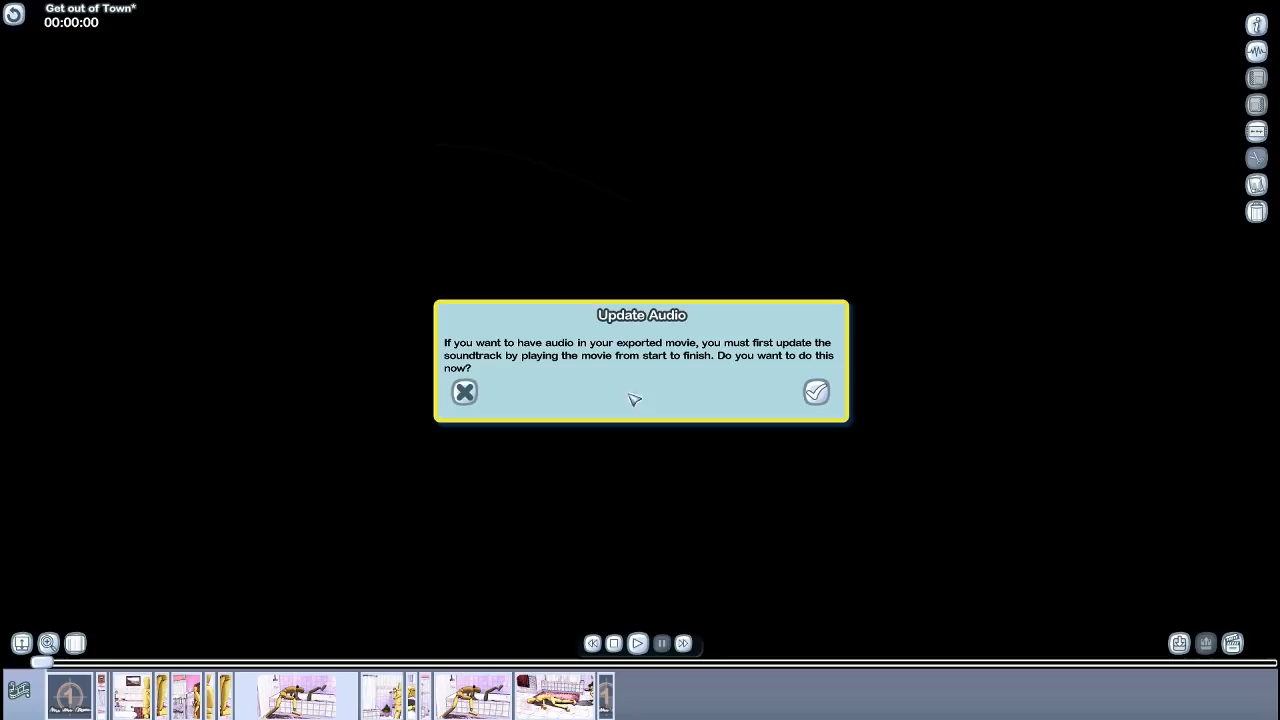 Get out of Town*
00:00:00
Update Audio
If you want to have audio in your exported movie, you must first update the
soundtrack by playing the movie from start to finish. Do you want to do this
now?